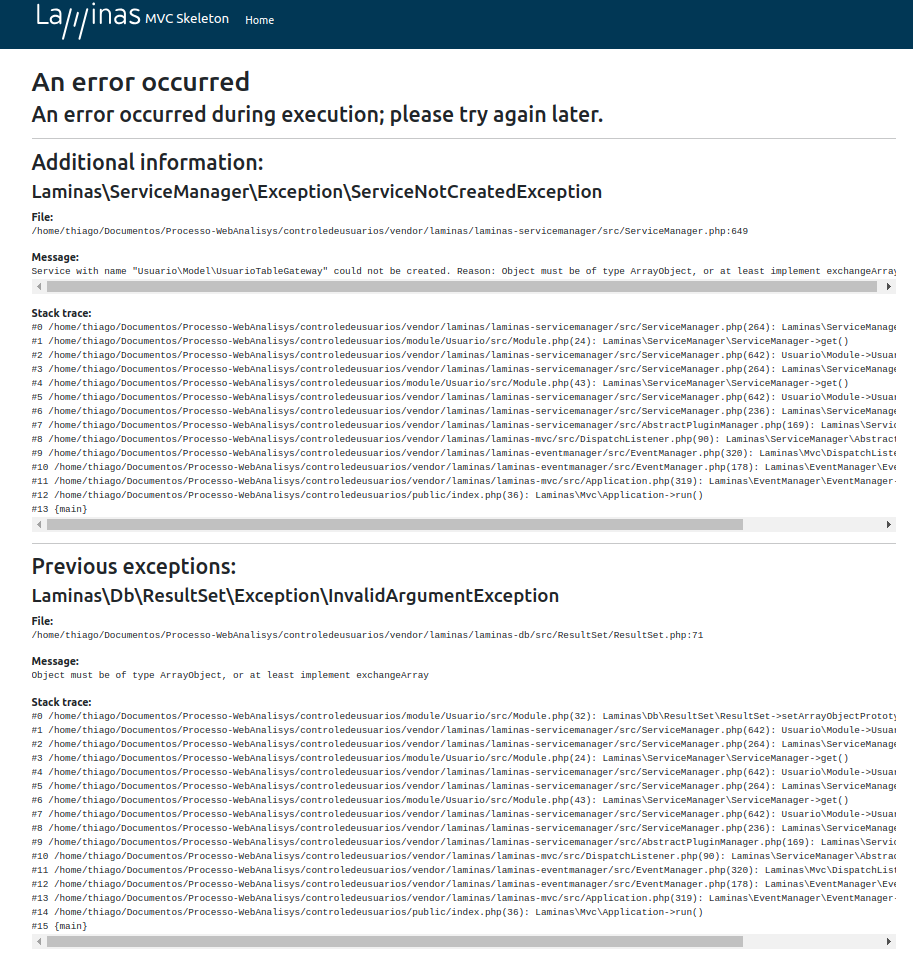 Laminas MVC Skeleton Home
An error occurred
An error occurred during execution; please try again later.
Additional information:
Laminas\ServiceManager\Exception\ServiceNotCreatedException
File:
/home/thiago/Documentos/Processo-WebAnalisys/controledeusuarios/vendor/laminas/laminas-servicemanager/src/ServiceManager.php:649
Message:
Service with name "Usuario\Model\UsuarioTableGateway" could not be created. Reason: Object must be of type ArrayObject, or at least implement exchangeArray
Stack trace:
#0 /home/thiago/Documentos/Processo-WebAnalisys/controledeusuarios/vendor/laminas/laminas-servicemanager/src/ServiceManager.php(264): Laminas\ServiceManage
#1 /home/thiago/Documentos/Processo-WebAnalisys/controledeusuarios/module/Usuario/src/Module.php(24): Laminas\ServiceManager\ServiceManager->get()
#2 /home/thiago/Documentos/Processo-WebAnalisys/controledeusuarios/vendor/laminas/laminas-servicemanager/src/ServiceManager.php(642): Usuario\Module->Usuar
#3 /home/thiago/Documentos/Processo-WebAnalisys/controledeusuarios/vendor/laminas/laminas-servicemanager/src/ServiceManager.php(264): Laminas\ServiceManage
#4 /home/thiago/Documentos/Processo-WebAnalisys/controledeusuarios/module/Usuario/src/Module.php(43): Laminas\ServiceManager\ServiceManager->get()
#5 /home/thiago/Documentos/Processo-WebAnalisys/controledeusuarios/vendor/laminas/laminas-servicemanager/src/ServiceManager.php(642): Usuario\Module->Usuar
#6 /home/thiago/Documentos/Processo-WebAnalisys/controledeusuarios/vendor/laminas/laminas-servicemanager/src/ServiceManager.php(236): Laminas\ServiceManage
#7 /home/thiago/Documentos/Processo-WebAnalisys/controledeusuarios/vendor/laminas/laminas-servicemanager/src/AbstractPluginManager.php(169): Laminas\Servic
#8 /home/thiago/Documentos/Processo-WebAnalisys/controledeusuarios/vendor/laminas/laminas-mvc/src/DispatchListener.php(90): Laminas\ServiceManager\Abstract
#9 /home/thiago/Documentos/Processo-WebAnalisys/controledeusuarios/vendor/laminas/laminas-eventmanager/src/EventManager.php(320): Laminas\Mvc\DispatchListe
#10 /home/thiago/Documentos/Processo-WebAnalisys/controledeusuarios/vendor/laminas/laminas-eventmanager/src/EventManager.php(178): Laminas\EventManager\Eve
#11 /home/thiago/Documentos/Processo-WebAnalisys/controledeusuarios/vendor/laminas/laminas-mvc/src/Application.php(319): Laminas\EventManager\EventManager-
#12 /home/thiago/Documentos/Processo-WebAnalisys/controledeusuarios/public/index.php(36): Laminas\Mvc\Application->run()
#13 {main}
Previous exceptions:
Laminas\Db\ResultSet\Exception\InvalidArgumentException
File:
/home/thiago/Documentos/Processo-WebAnalisys/controledeusuarios/vendor/laminas/laminas-db/src/ResultSet/ResultSet.php:71
Message:
Object must be of type ArrayObject, or at least implement exchangeArray
Stack trace:
#0 /home/thiago/Documentos/Processo-WebAnalisys/controledeusuarios/module/Usuario/src/Module.php(32): Laminas\Db\ResultSet\ResultSet->setArrayObjectPrototy
#1 /home/thiago/Documentos/Processo-WebAnalisys/controledeusuarios/vendor/laminas/laminas-servicemanager/src/ServiceManager.php(642): Usuario\Module->Usuar
#2 /home/thiago/Documentos/Processo-WebAnalisys/controledeusuarios/vendor/laminas/laminas-servicemanager/src/ServiceManager.php(264): Laminas\ServiceManage
#3 /home/thiago/Documentos/Processo-WebAnalisys/controledeusuarios/module/Usuario/src/Module.php(24): Laminas\ServiceManager\ServiceManager->get()
#4 /home/thiago/Documentos/Processo-WebAnalisys/controledeusuarios/vendor/laminas/laminas-servicemanager/src/ServiceManager.php(642): Usuario\Module->Usuar
#5 /home/thiago/Documentos/Processo-WebAnalisys/controledeusuarios/vendor/laminas/laminas-servicemanager/src/ServiceManager.php(264): Laminas\ServiceManage
#6 /home/thiago/Documentos/Processo-WebAnalisys/controledeusuarios/module/Usuario/src/Module.php(43): Laminas\ServiceManager\ServiceManager->get()
#7 /home/thiago/Documentos/Processo-WebAnalisys/controledeusuarios/vendor/laminas/laminas-servicemanager/src/ServiceManager.php(642): Usuario\Module->Usuar
#8 /home/thiago/Documentos/Processo-WebAnalisys/controledeusuarios/vendor/laminas/laminas-servicemanager/src/ServiceManager.php(236): Laminas\ServiceManage
#9 /home/thiago/Documentos/Processo-WebAnalisys/controledeusuarios/vendor/laminas/laminas-servicemanager/src/AbstractPluginManager.php(169): Laminas\Servic
#10 /home/thiago/Documentos/Processo-WebAnalisys/controledeusuarios/vendor/laminas/laminas-mvc/src/DispatchListener.php(90): Laminas\ServiceManager\Abstrac
#11 /home/thiago/Documentos/Processo-WebAnalisys/controledeusuarios/vendor/laminas/laminas-eventmanager/src/EventManager.php(320): Laminas\Mvc\DispatchList
#12 /home/thiago/Documentos/Processo-WebAnalisys/controledeusuarios/vendor/laminas/laminas-eventmanager/src/EventManager.php(178): Laminas\EventManager\Eve
#13 /home/thiago/Documentos/Processo-WebAnalisys/controledeusuarios/vendor/laminas/laminas-mvc/src/Application.php(319): Laminas\EventManager\EventManager-
#14 /home/thiago/Documentos/Processo-WebAnalisys/controledeusuarios/public/index.php(36): Laminas\Mvc\Application->run()
#15 {main}